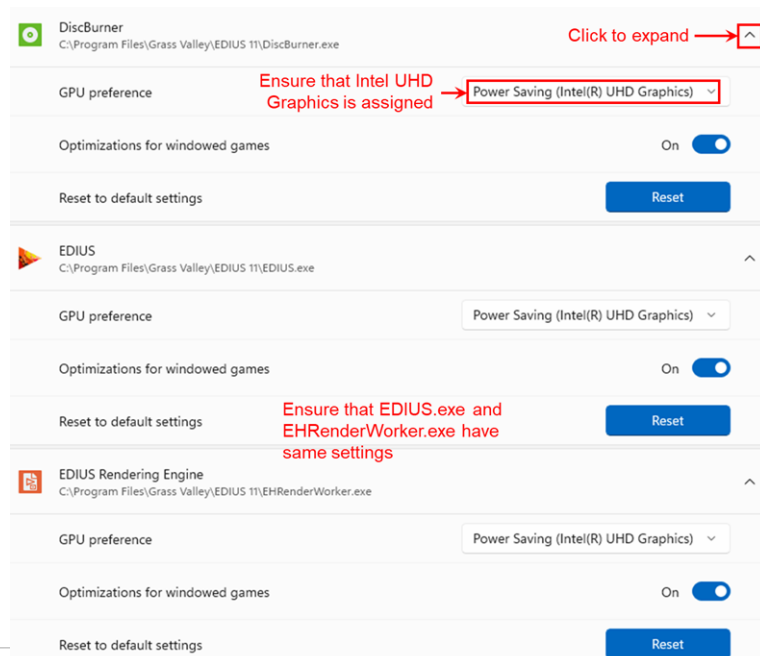 DiscBurner
C:\Program Files\Grass Valley\EDIUS 11\DiscBurner.exe
Click to expand
GPU preference
Ensure that Intel UHD
Graphics is assigned
Power Saving (Intel(R) UHD Graphics)
Optimizations for windowed games
On
Reset to default settings
Reset
EDIUS
C:\Program Files\Grass Valley\EDIUS 11\EDIUS.exe
GPU preference
Power Saving (Intel(R) UHD Graphics)
Optimizations for windowed games
On
Reset to default settings
Ensure that EDIUS.exe and
EHRenderWorker.exe have
same settings
Reset
EDIUS Rendering Engine
C:\Program Files\Grass Valley\EDIUS 11\EHRenderWorker.exe
GPU preference
Power Saving (Intel(R) UHD Graphics)
Optimizations for windowed games
On
Reset to default settings
Reset